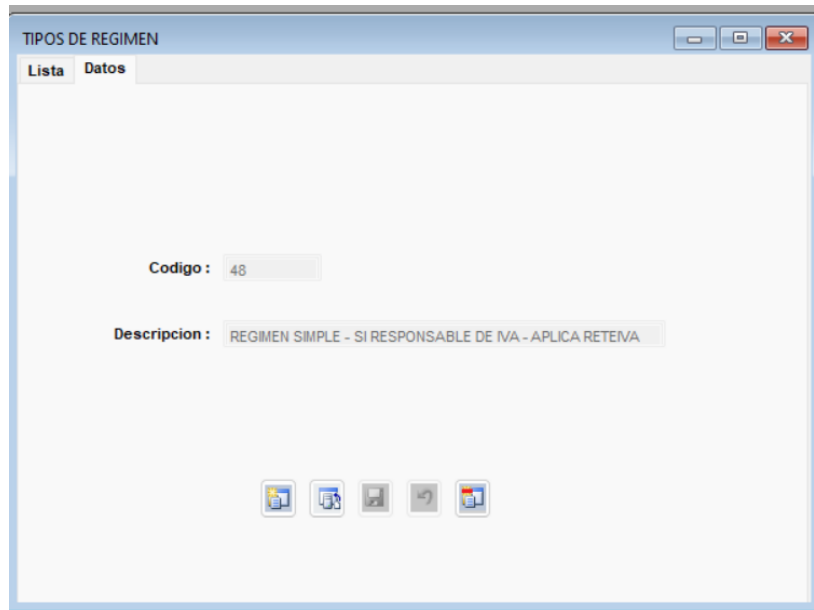 TIPOS DE REGIMEN
Lista Datos
Codigo : 48
Descripcion : REGIMEN SIMPLE - SI RESPONSABLE DE IVA - APLICA RETEIVA